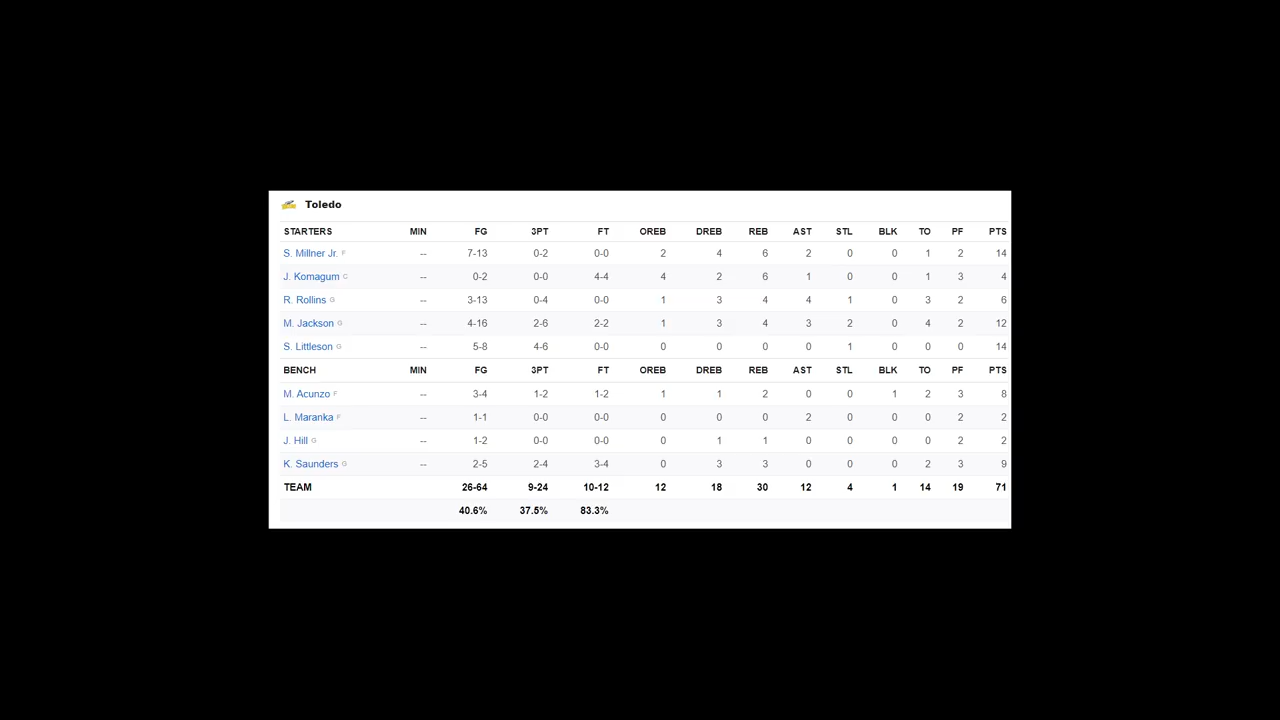 Toledo
STARTERS MIN FG 3PT FT OREB DREB REB AST STL BLK TO PF PTS
S. Millner Jr. F -- 7-13 0-2 0-0 2 4 6 2 0 0 1 2 14
J. Komagum C -- 0-2 0-0 4-4 4 2 6 1 0 0 1 3 4
R. Rollins G -- 3-13 0-4 0-0 1 3 4 4 1 0 3 2 6
M. Jackson G -- 4-16 2-6 2-2 1 3 4 3 2 0 4 2 12
S. Littleson G -- 5-8 4-6 0-0 0 0 0 0 1 0 0 0 14
BENCH MIN FG 3PT FT OREB DREB REB AST STL BLK TO PF PTS
M. Acunzo F -- 3-4 1-2 1-2 1 1 2 0 0 1 2 3 8
L. Maranka F -- 1-1 0-0 0-0 0 0 0 2 0 0 0 2 2
J. Hill G -- 1-2 0-0 0-0 0 1 1 0 0 0 0 2 2
K. Saunders G -- 2-5 2-4 3-4 0 3 3 0 0 0 2 3 9
TEAM 26-64 9-24 10-12 12 18 30 12 4 1 14 19 71
40.6% 37.5% 83.3%